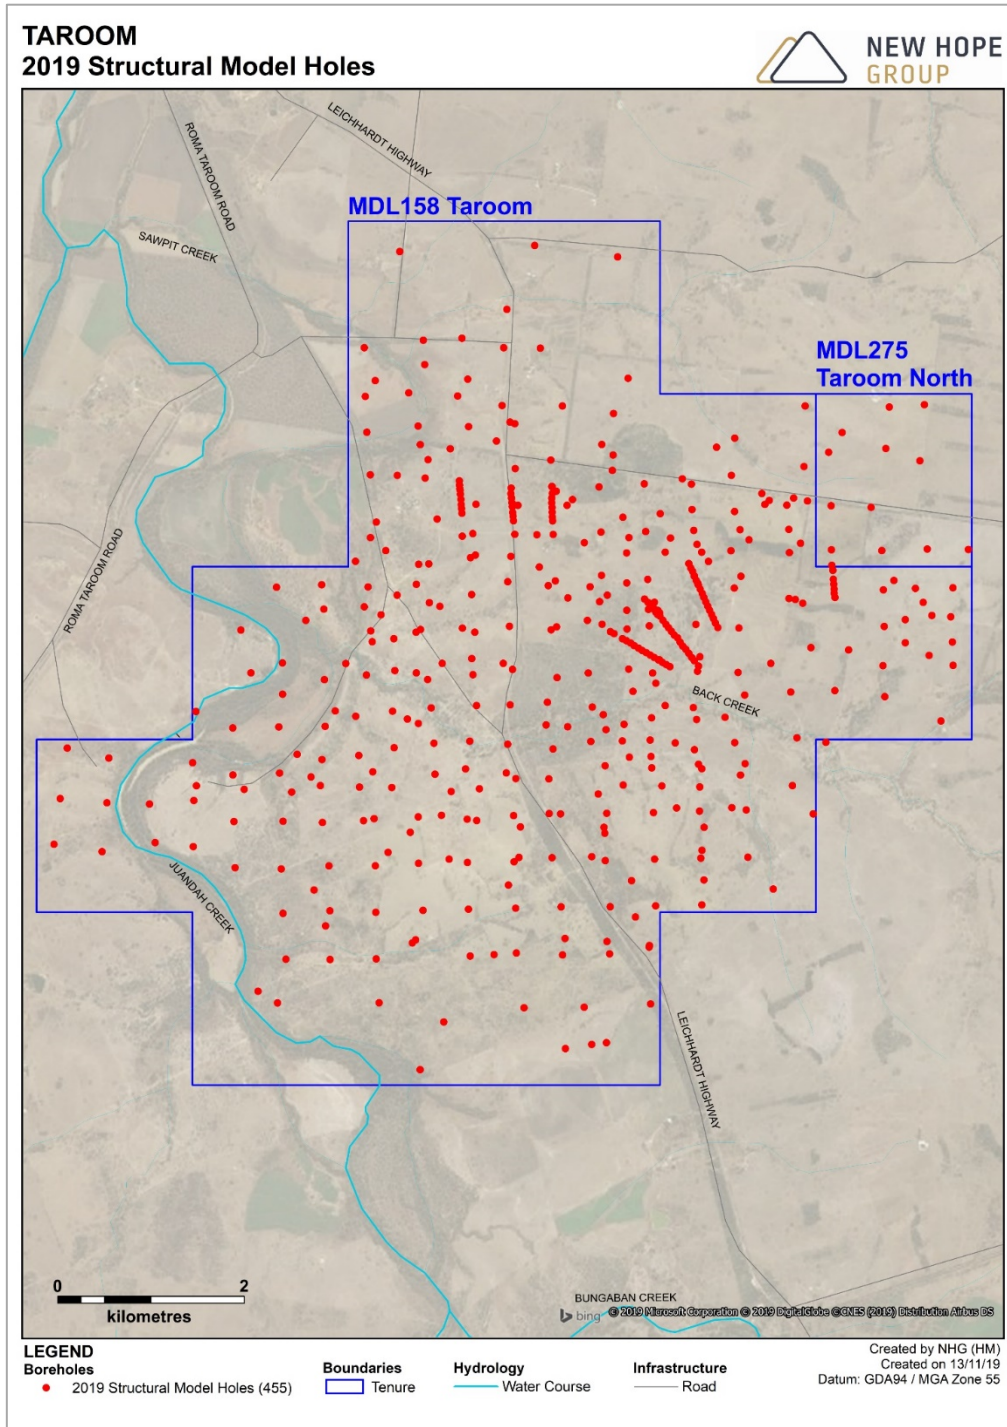 TAROOM
2019 Structural Model Holes
NEW HOPE
GROUP
LEICHHARDT HIGHWAY
ROMA TAROOM ROAD
MDL158 Taroom
SAWPIT CREEK
MDL275
Taroom North
ROMA TAROOM ROAD
BACK CREEK
JUANDAH CREEK
LEICHHARDT HIGHWAY
0 2
kilometres
BUNGABAN CREEK
bing © 2019 Microsoft Corporation © 2019 DigitalGlobe ©CNES (2019) Distribution Airbus DS
LEGEND
Boreholes
2019 Structural Model Holes (455)
Boundaries
Tenure
Hydrology
Water Course
Infrastructure
Road
Created by NHG (HM)
Created on 13/11/19
Datum: GDA94 / MGA Zone 55